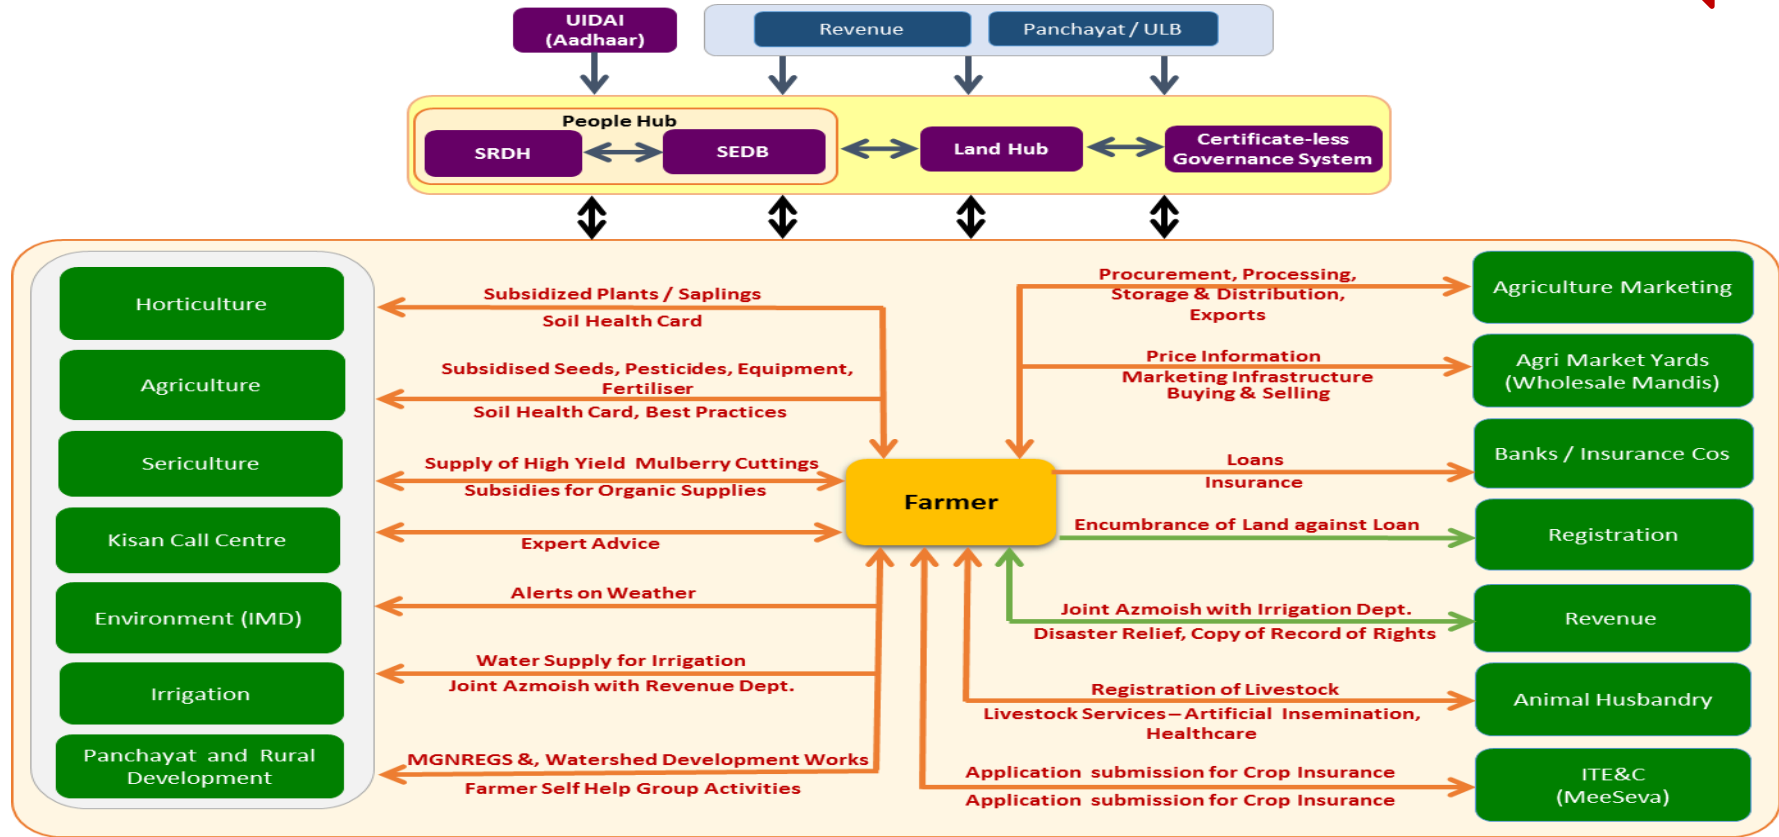 UIDAI
(Aadhaar)
Revenue
Panchayat / ULB
People Hub
SRDH
SEDB
Land Hub
Certificate-less
Governance System
Horticulture
Agriculture
Sericulture
Kisan Call Centre
Environment (IMD)
Irrigation
Panchayat and Rural
Development
Subsidized Plants / Saplings
Soil Health Card
Subsidised Seeds, Pesticides, Equipment,
Fertiliser
Soil Health Card, Best Practices
Supply of High Yield Mulberry Cuttings
Subsidies for Organic Supplies
Expert Advice
Alerts on Weather
Water Supply for Irrigation
Joint Azmoish with Revenue Dept.
MGNREGS &, Watershed Development Works
Farmer Self Help Group Activities
Farmer
Procurement, Processing,
Storage & Distribution,
Exports
Price Information
Marketing Infrastructure
Buying & Selling
Loans
Insurance
Encumbrance of Land against Loan
Joint Azmoish with Irrigation Dept.
Disaster Relief, Copy of Record of Rights
Registration of Livestock
Livestock Services – Artificial Insemination,
Healthcare
Application submission for Crop Insurance
Application submission for Crop Insurance
Agriculture Marketing
Agri Market Yards
(Wholesale Mandis)
Banks / Insurance Cos
Registration
Revenue
Animal Husbandry
ITE&C
(MeeSeva)